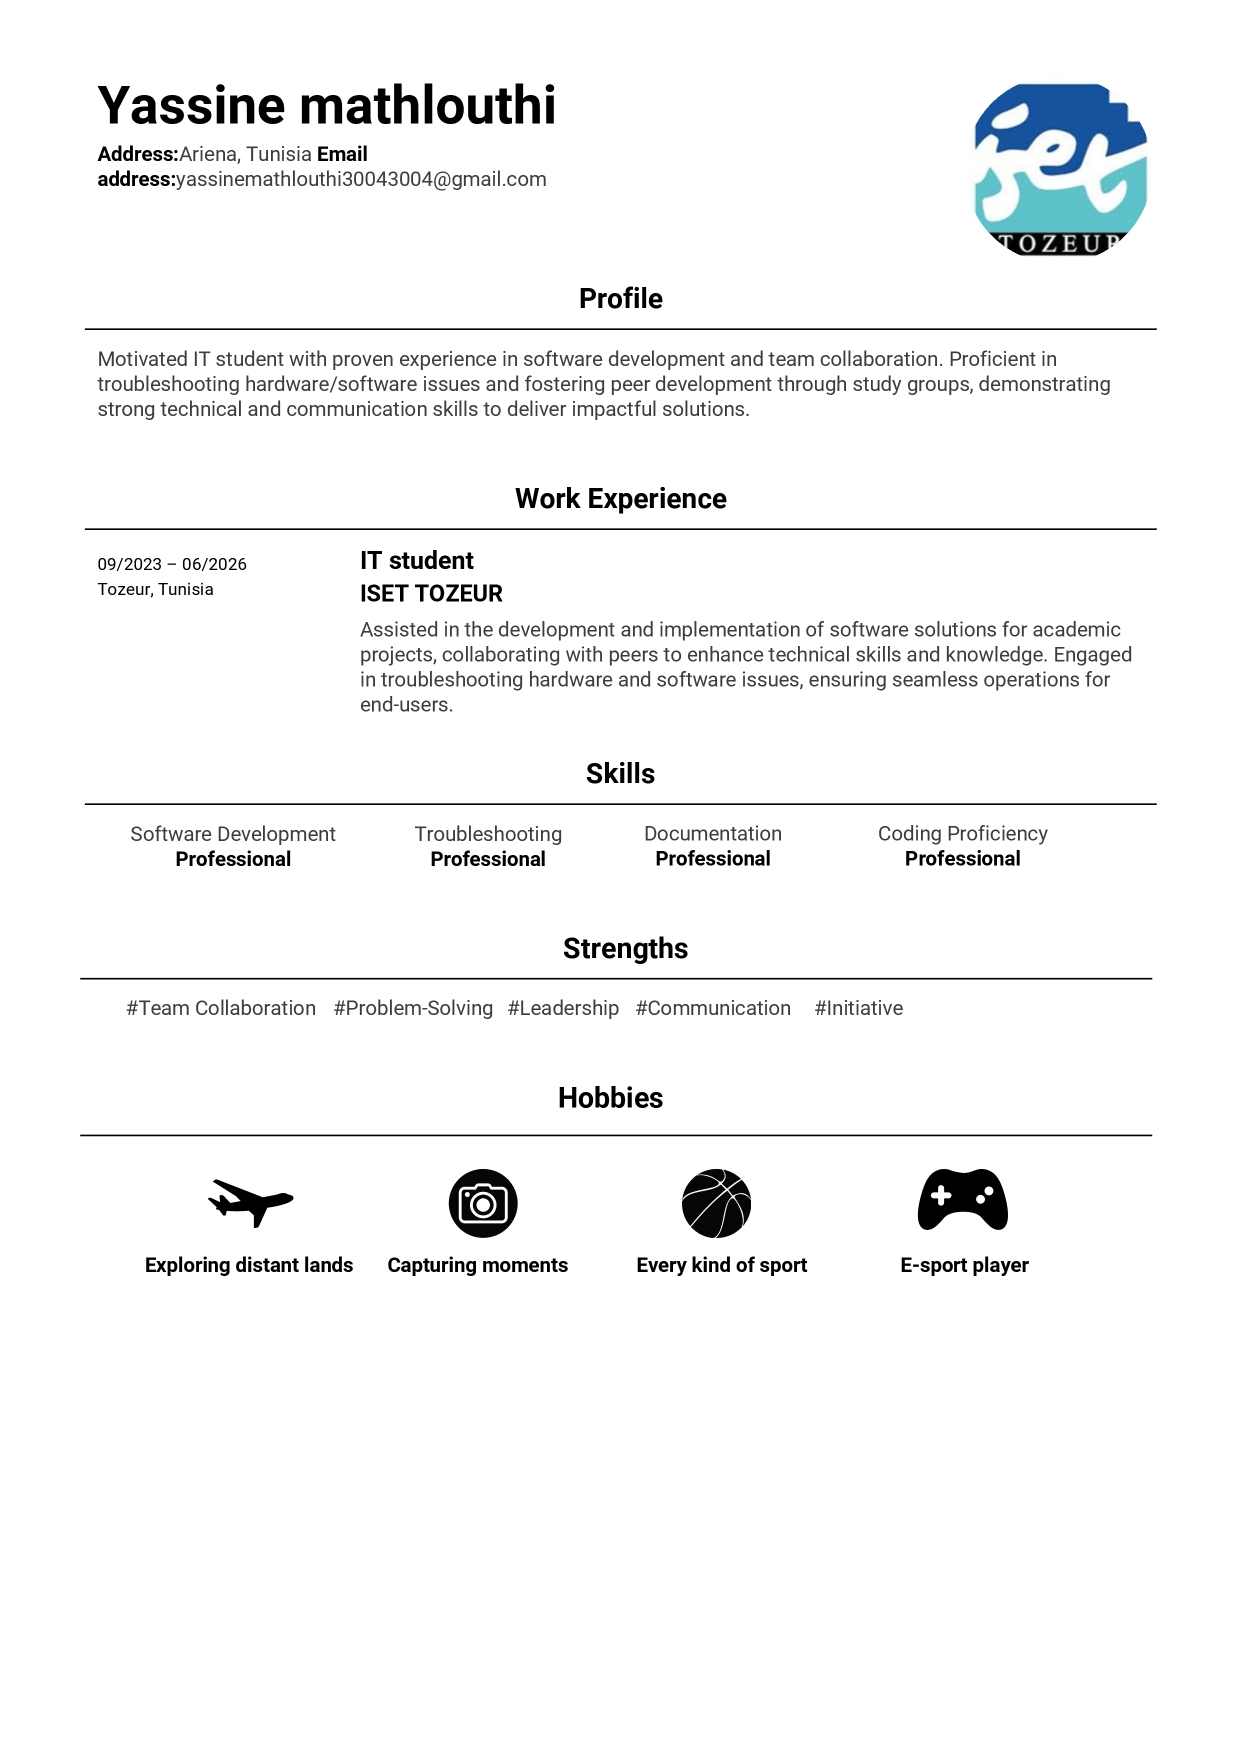 Yassine mathlouthi
Address:Ariena, Tunisia Email
address:yassinemathlouthi30043004@gmail.com
iset
TOZEUR
Profile
Motivated IT student with proven experience in software development and team collaboration. Proficient in
troubleshooting hardware/software issues and fostering peer development through study groups, demonstrating
strong technical and communication skills to deliver impactful solutions.
Work Experience
09/2023 – 06/2026
Tozeur, Tunisia
IT student
ISET TOZEUR
Assisted in the development and implementation of software solutions for academic
projects, collaborating with peers to enhance technical skills and knowledge. Engaged
in troubleshooting hardware and software issues, ensuring seamless operations for
end-users.
Skills
Software Development Troubleshooting Documentation Coding Proficiency
Professional Professional Professional Professional
Strengths
#Team Collaboration #Problem-Solving #Leadership #Communication #Initiative
Hobbies
Exploring distant lands Capturing moments Every kind of sport E-sport player